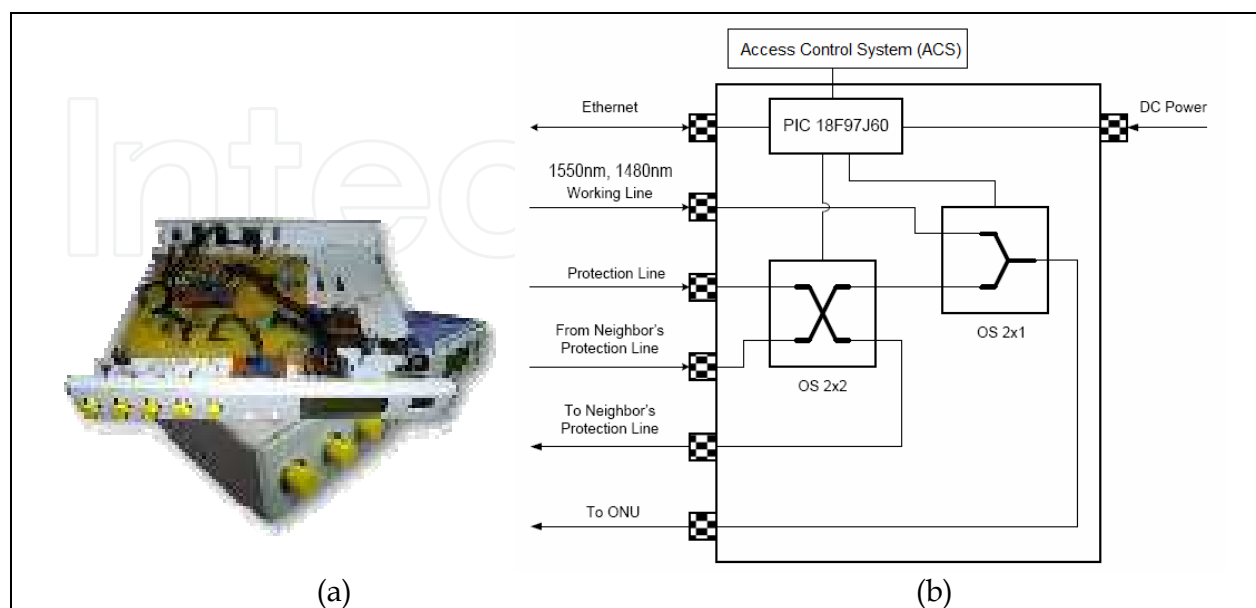 Intec
Access Control System (ACS)
Ethernet
PIC 18F97J60
DC Power
1550nm, 1480nm
Working Line
Protection Line
OS 2x1
From Neighbor's
Protection Line
OS 2x2
To Neighbor's
Protection Line
To ONU
(a)
(b)